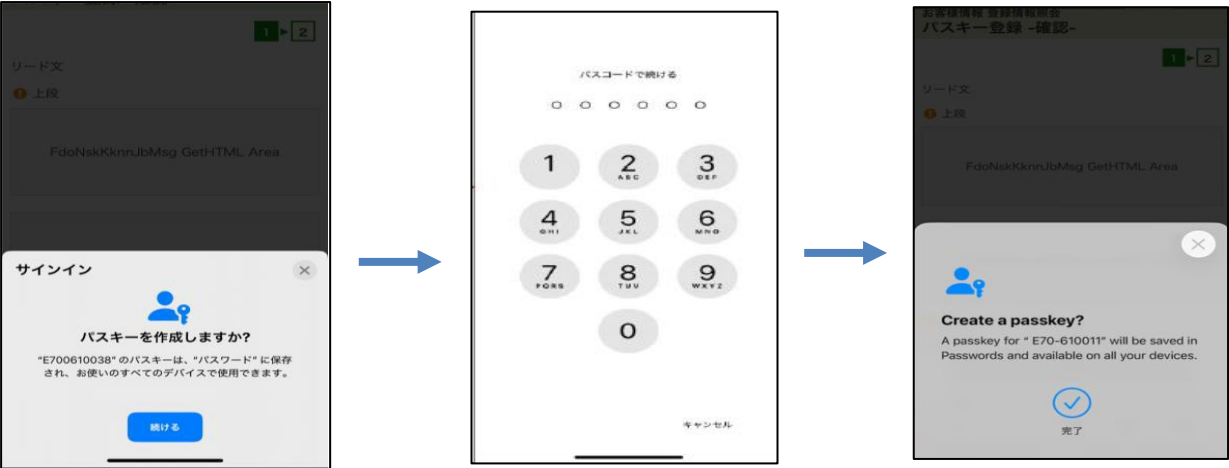 1 2
リード文
上段
FdoNskKknnJbMsg GetHTML Area
サインイン
パスキーを作成しますか?
"E700610038" のパスキーは、"パスワード" に保存
され、お使いのすべてのデバイスで使用できます。
続ける
パスコードで続ける
1 2 3
ABC DEF
4 5 6
GHI JKL MNO
7 8 9
PQRS TUV WXYZ
0
キャンセル
お客様情報 登録情報照会
パスキー登録 -確認-
1 2
リード文
上段
FdoNskKknnJbMsg GetHTML Area
Create a passkey?
A passkey for " E70-610011" will be saved in
Passwords and available on all your devices.
完了